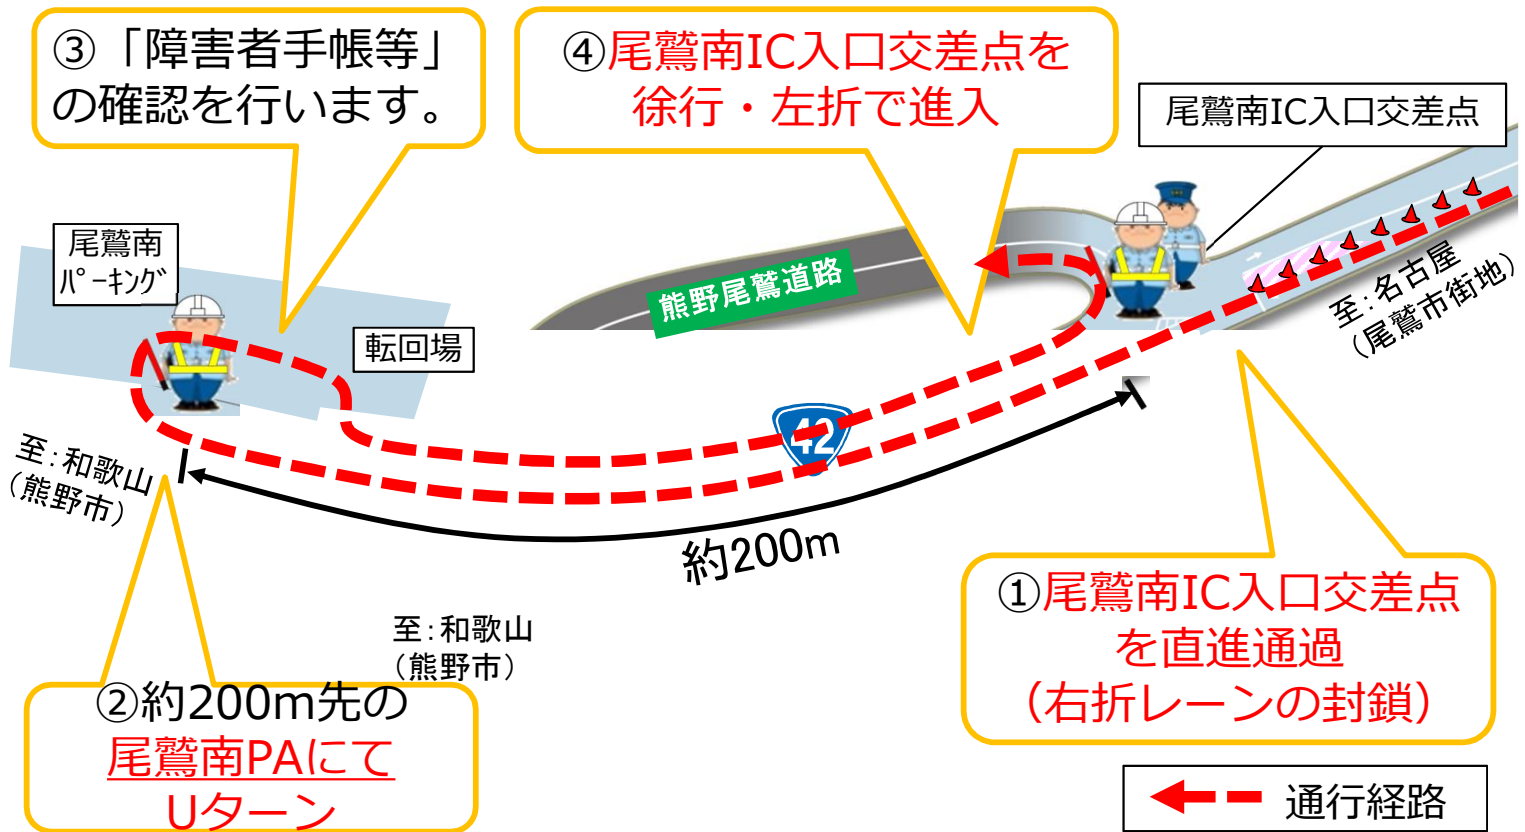 ③「障害者手帳等」
の確認を行います。
④尾鷲南IC入口交差点を
徐行・左折で進入
尾鷲南IC入口交差点
尾鷲南
ﾊﾟｰｷﾝｸﾞ
転回場
熊野尾鷲道路
至：名古屋
（尾鷲市街地）
42
至：和歌山
（熊野市）
約200m
①尾鷲南IC入口交差点
を直進通過
（右折レーンの封鎖）
至：和歌山
（熊野市）
②約200m先の
尾鷲南PAにて
Uターン
通行経路